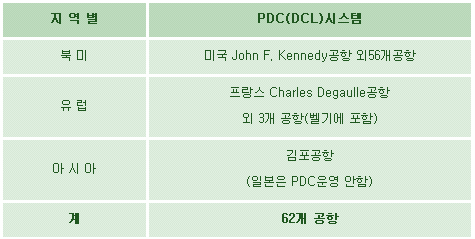 지 역 별 PDC(DCL)시스템
북 미 미국 John F. Kennedy공항 외56개공항
유 럽 프랑스 Charles Degaulle공항
외 3개 공항(벨기에 포함)
아 시 아 김포공항
(일본은 PDC운영 안함)
계 62개 공항